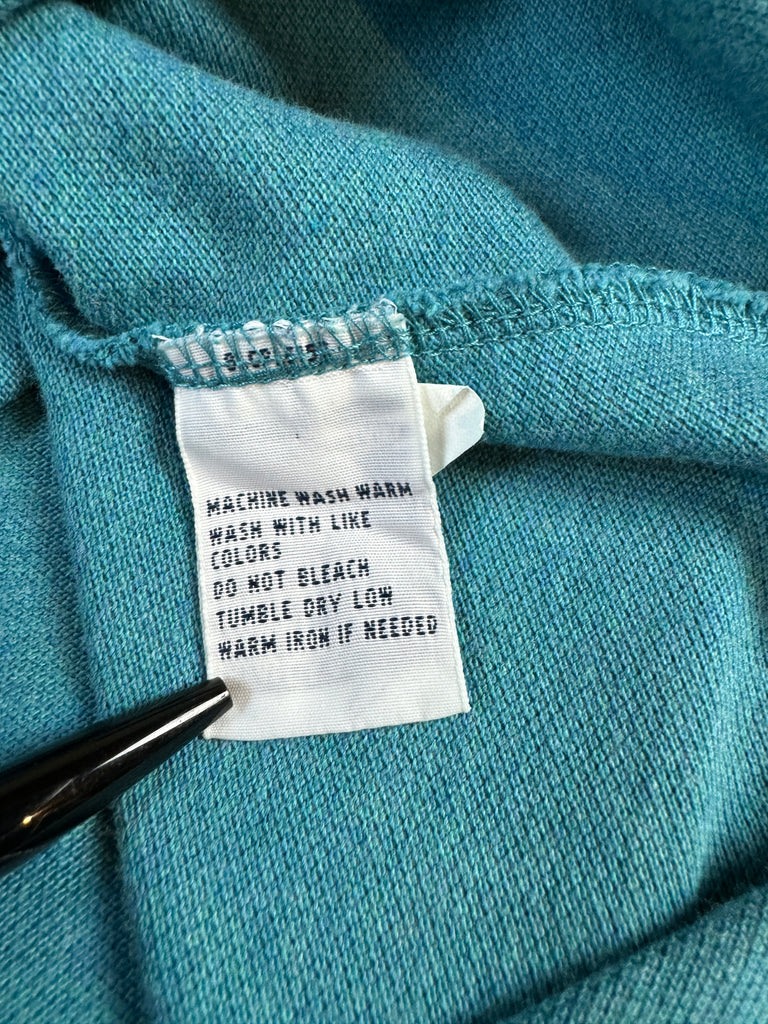 MACHINE WASH WARM
WASH WITH LIKE
COLORS
DO NOT BLEACH
TUMBLE DRY LOW
WARM IRON IF NEEDED